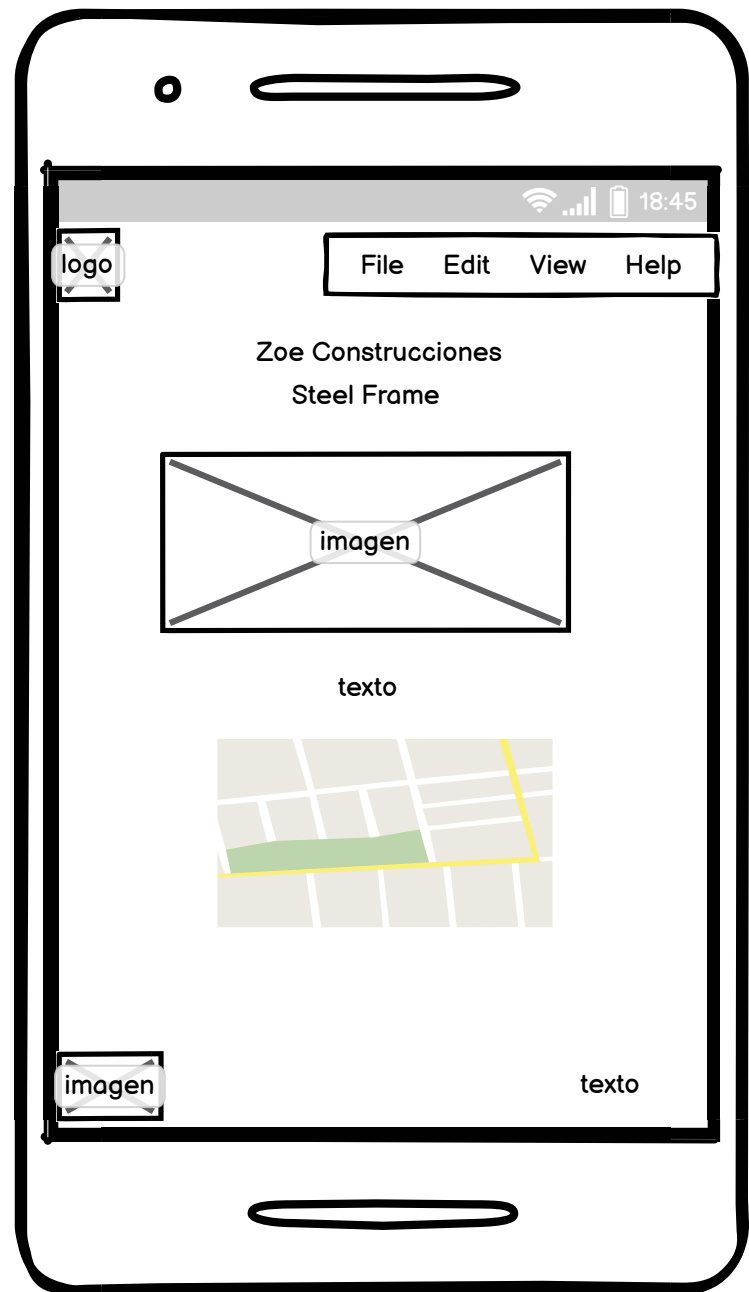 18:45
logo
File Edit View Help
Zoe Construcciones
Steel Frame
imagen
texto
imagen
texto